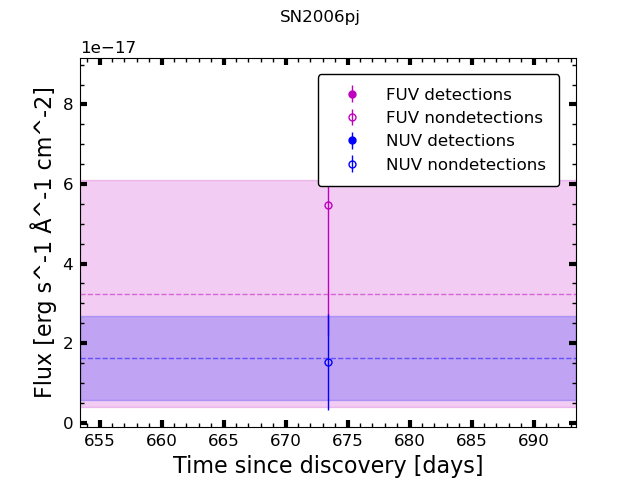 SN2006pj
1e−17
FUV detections
FUV nondetections
NUV detections
NUV nondetections
8
6
4
2
0
Flux [erg s^-1 Å^-1 cm^-2]
655 660 665 670 675 680 685 690
Time since discovery [days]